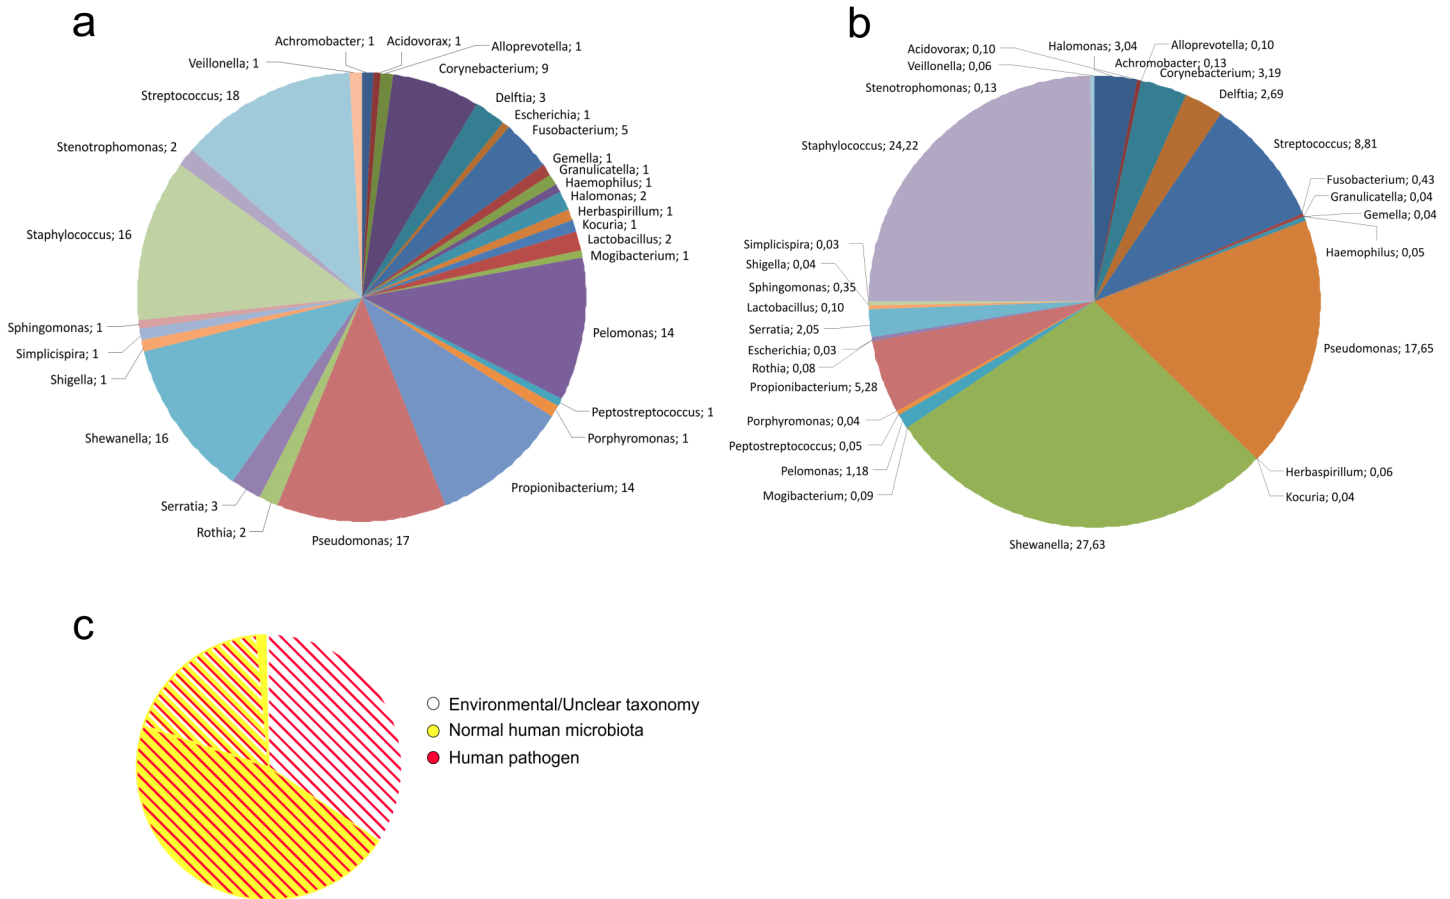 a
Achromobacter; 1
Acidovorax; 1
Alloprevotella; 1
Veillonella; 1
Corynebacterium; 9
Streptococcus; 18
Delftia; 3
Escherichia; 1
Fusobacterium; 5
Stenotrophomonas; 2
Gemella; 1
Granulicatella; 1
Haemophilus; 1
Halomonas; 2
Herbaspirillum; 1
Kocuria; 1
Staphylococcus; 16
Lactobacillus; 2
Mogibacterium; 1
Sphingomonas; 1
Pelomonas; 14
Simplicispira; 1
Shigella; 1
Peptostreptococcus; 1
Porphyromonas; 1
Shewanella; 16
Propionibacterium; 14
Serratia; 3
Rothia; 2
Pseudomonas; 17
b
Acidovorax; 0,10
Halomonas; 3,04
Alloprevotella; 0,10
Veillonella; 0,06
Achromobacter; 0,13
Corynebacterium; 3,19
Stenotrophomonas; 0,13
Delftia; 2,69
Staphylococcus; 24,22
Streptococcus; 8,81
Fusobacterium; 0,43
Granulicatella; 0,04
Gemella; 0,04
Simplicispira; 0,03
Haemophilus; 0,05
Shigella; 0,04
Sphingomonas; 0,35
Lactobacillus; 0,10
Serratia; 2,05
Escherichia; 0,03
Pseudomonas; 17,65
Rothia; 0,08
Propionibacterium; 5,28
Porphyromonas; 0,04
Peptostreptococcus; 0,05
Pelomonas; 1,18
Herbaspirillum; 0,06
Mogibacterium; 0,09
Kocuria; 0,04
Shewanella; 27,63
c
Environmental/Unclear taxonomy
Normal human microbiota
Human pathogen